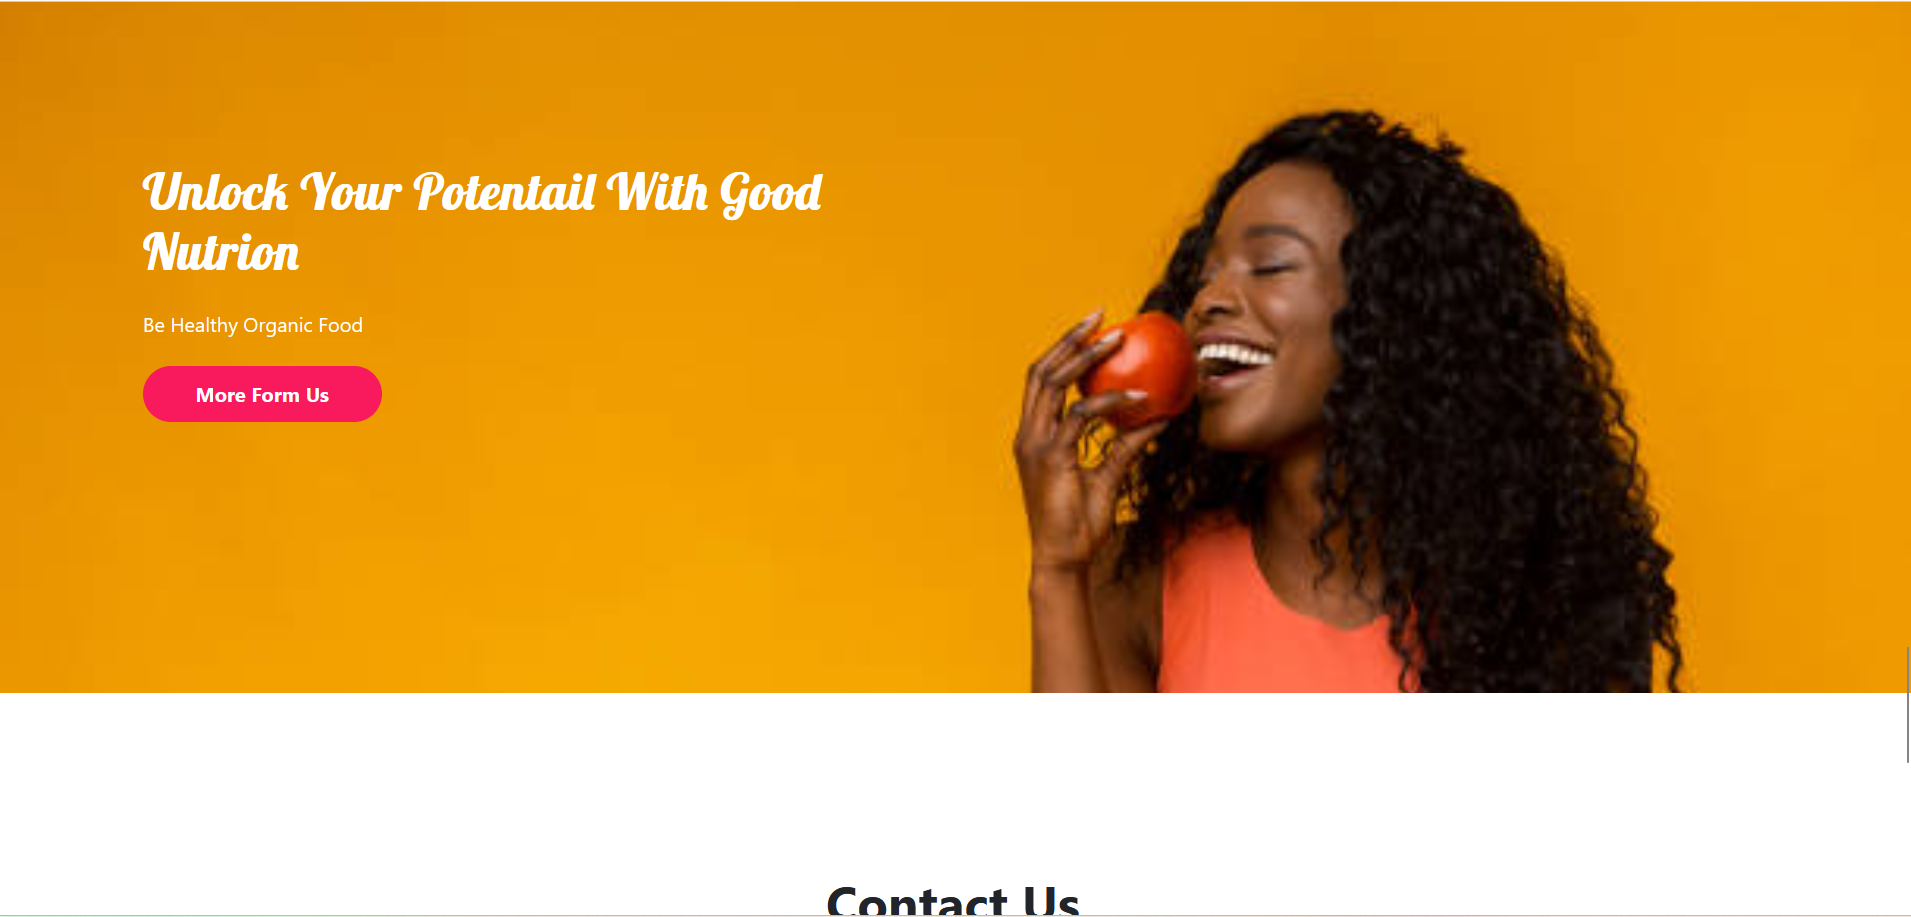 Unlock Your Potentail With Good
Nutrion
Be Healthy Organic Food
More Form Us
Contact Us